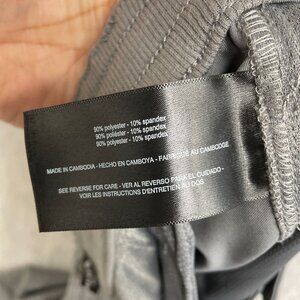 90% polyester - 10% spandex
90% poliéster - 10% spandex
90% polyester - 10% spandex
MADE IN CAMBODIA - HECHO EN CAMBOYA - FABRIQUÉ AU CAMBODGE
SEE REVERSE FOR CARE - VER AL REVERSO PARA EL CUIDADO -
VOIR LES INSTRUCTIONS D'ENTRETIEN AU DOS